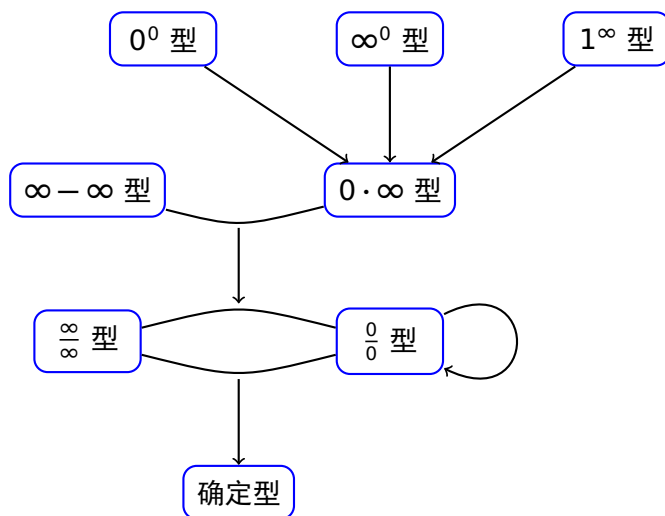 0⁰ 型 ∞⁰ 型 1^∞ 型
∞ − ∞ 型 0 · ∞ 型
∞/∞ 型 0/0 型
确定型